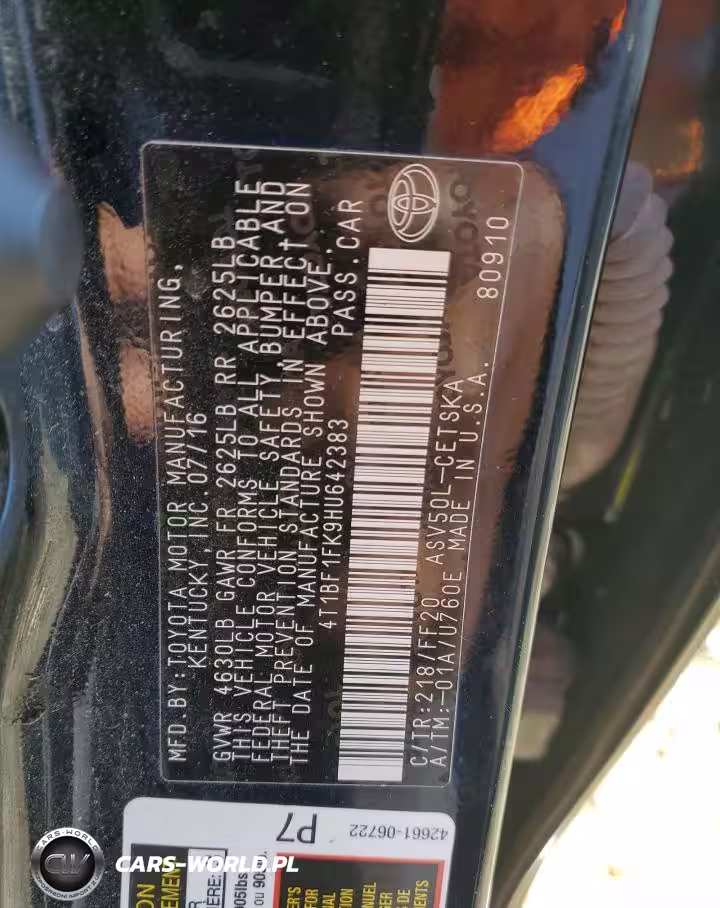 MFD.BY:TOYOTA MOTOR MANUFACTURING,
KENTUCKY, INC. 07/16
GVWR 4630LB GAWR FR 2625LB RR 2625LB
THIS VEHICLE CONFORMS TO ALL APPLICABLE
FEDERAL MOTOR VEHICLE SAFETY,BUMPER,AND
THEFT PREVENTION STANDARDS IN EFFECT ON
THE DATE OF MANUFACTURE SHOWN ABOVE.
4T1BF1FK9HU642383 PASS.CAR
C/TR:218/FF20 ASV50L-CETSKA
A/TM:-01A/U760E MADE IN U.S.A. 80910
P7
42661-06722
CARS-WORLD
CW
CARS-WORLD.PL